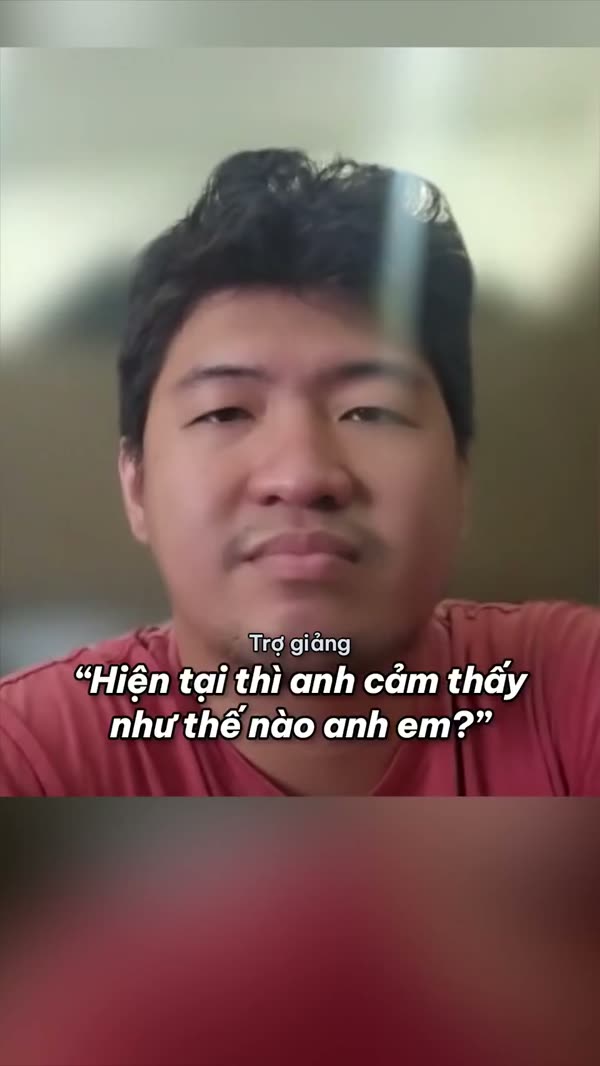 Trợ giảng
“Hiện tại thì anh cảm thấy
như thế nào anh em?”